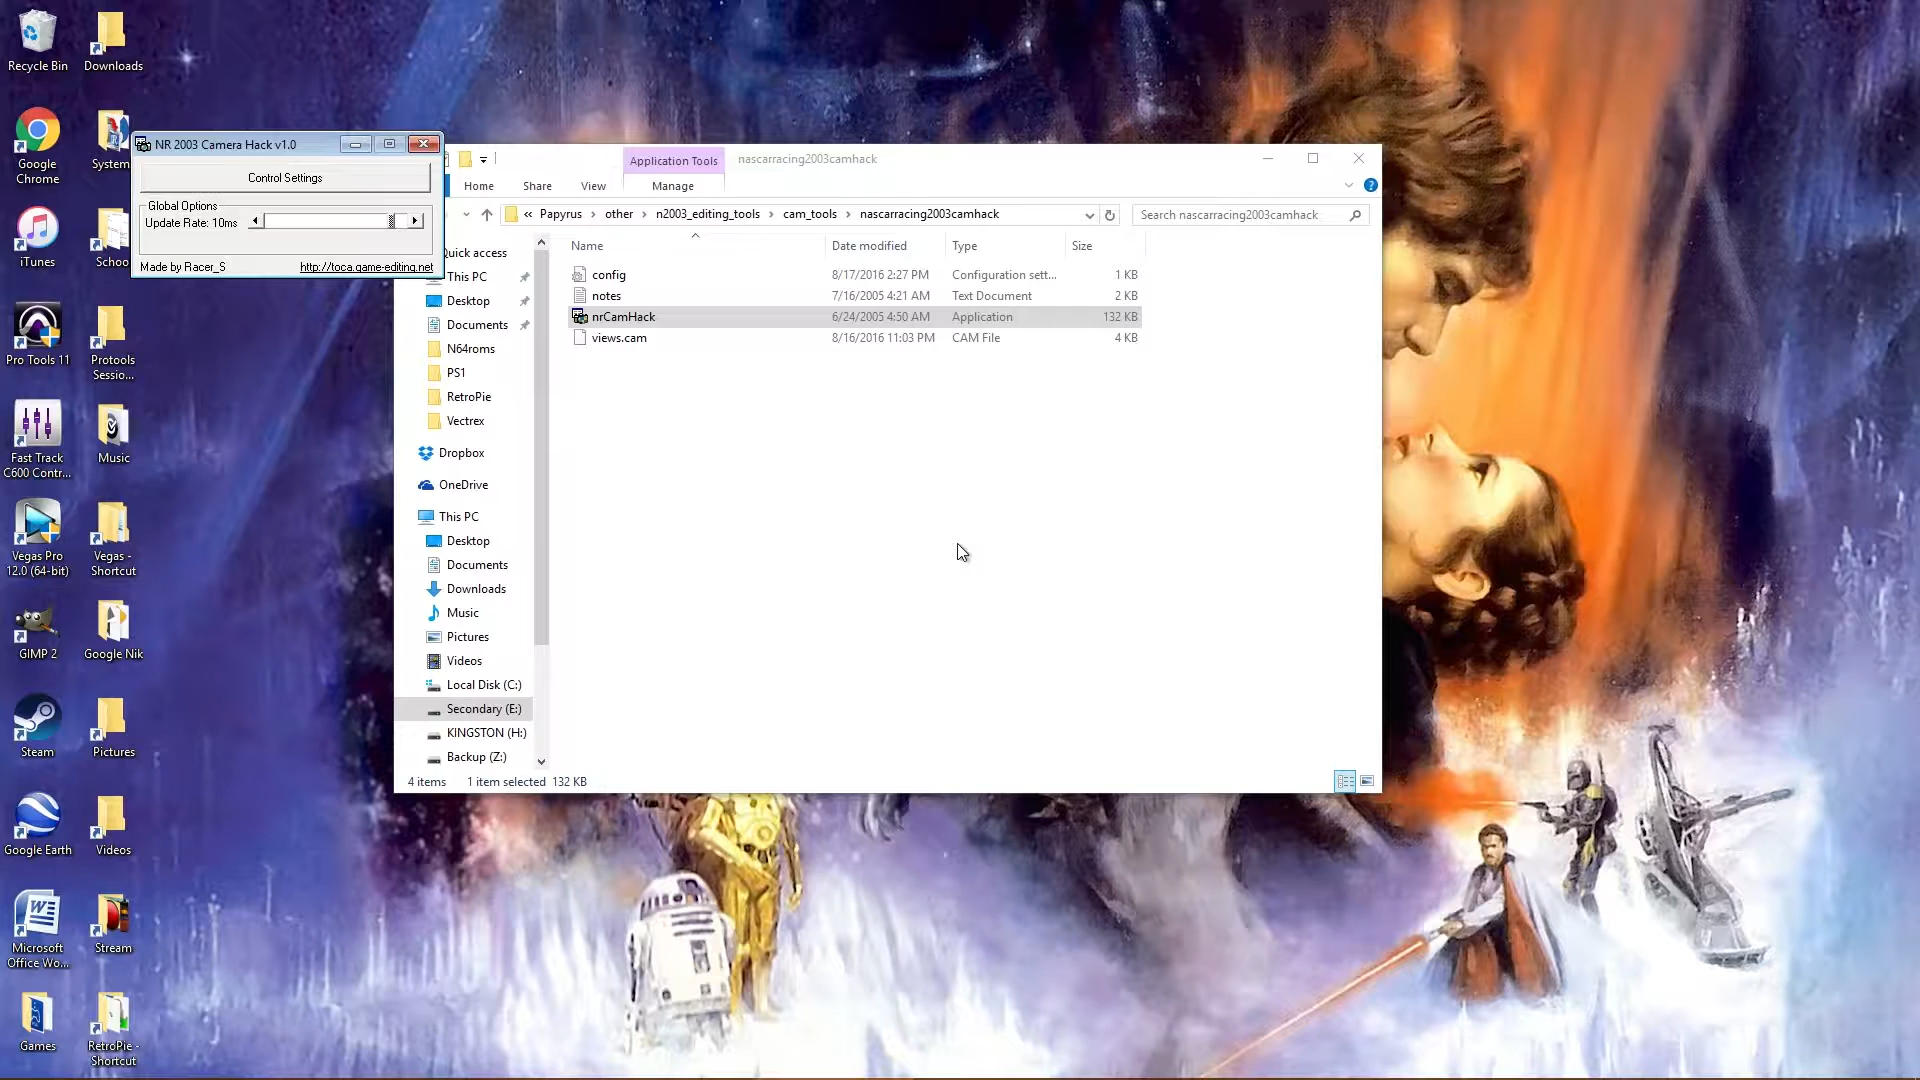 Recycle Bin
Downloads
Google Chrome
System
iTunes
Schoo
Pro Tools 11
Protools Sessio...
Fast Track C600 Contr...
Music
Vegas Pro 12.0 (64-bit)
Vegas - Shortcut
GIMP 2
Google Nik
Steam
Pictures
Google Earth
Videos
Microsoft Office Wo...
Stream
Games
RetroPie - Shortcut
NR 2003 Camera Hack v1.0
Control Settings
Global Options
Update Rate: 10ms
Made by Racer_S
http://toca.game-editing.net
Application Tools
nascarracing2003camhack
Home
Share
View
Manage
« Papyrus › other › n2003_editing_tools › cam_tools › nascarracing2003camhack
Search nascarracing2003camhack
Name
Date modified
Type
Size
config 8/17/2016 2:27 PM Configuration sett... 1 KB
notes 7/16/2005 4:21 AM Text Document 2 KB
nrCamHack 6/24/2005 4:50 AM Application 132 KB
views.cam 8/16/2016 11:03 PM CAM File 4 KB
Quick access
This PC
Desktop
Documents
N64roms
PS1
RetroPie
Vectrex
Dropbox
OneDrive
This PC
Desktop
Documents
Downloads
Music
Pictures
Videos
Local Disk (C:)
Secondary (E:)
KINGSTON (H:)
Backup (Z:)
4 items 1 item selected 132 KB